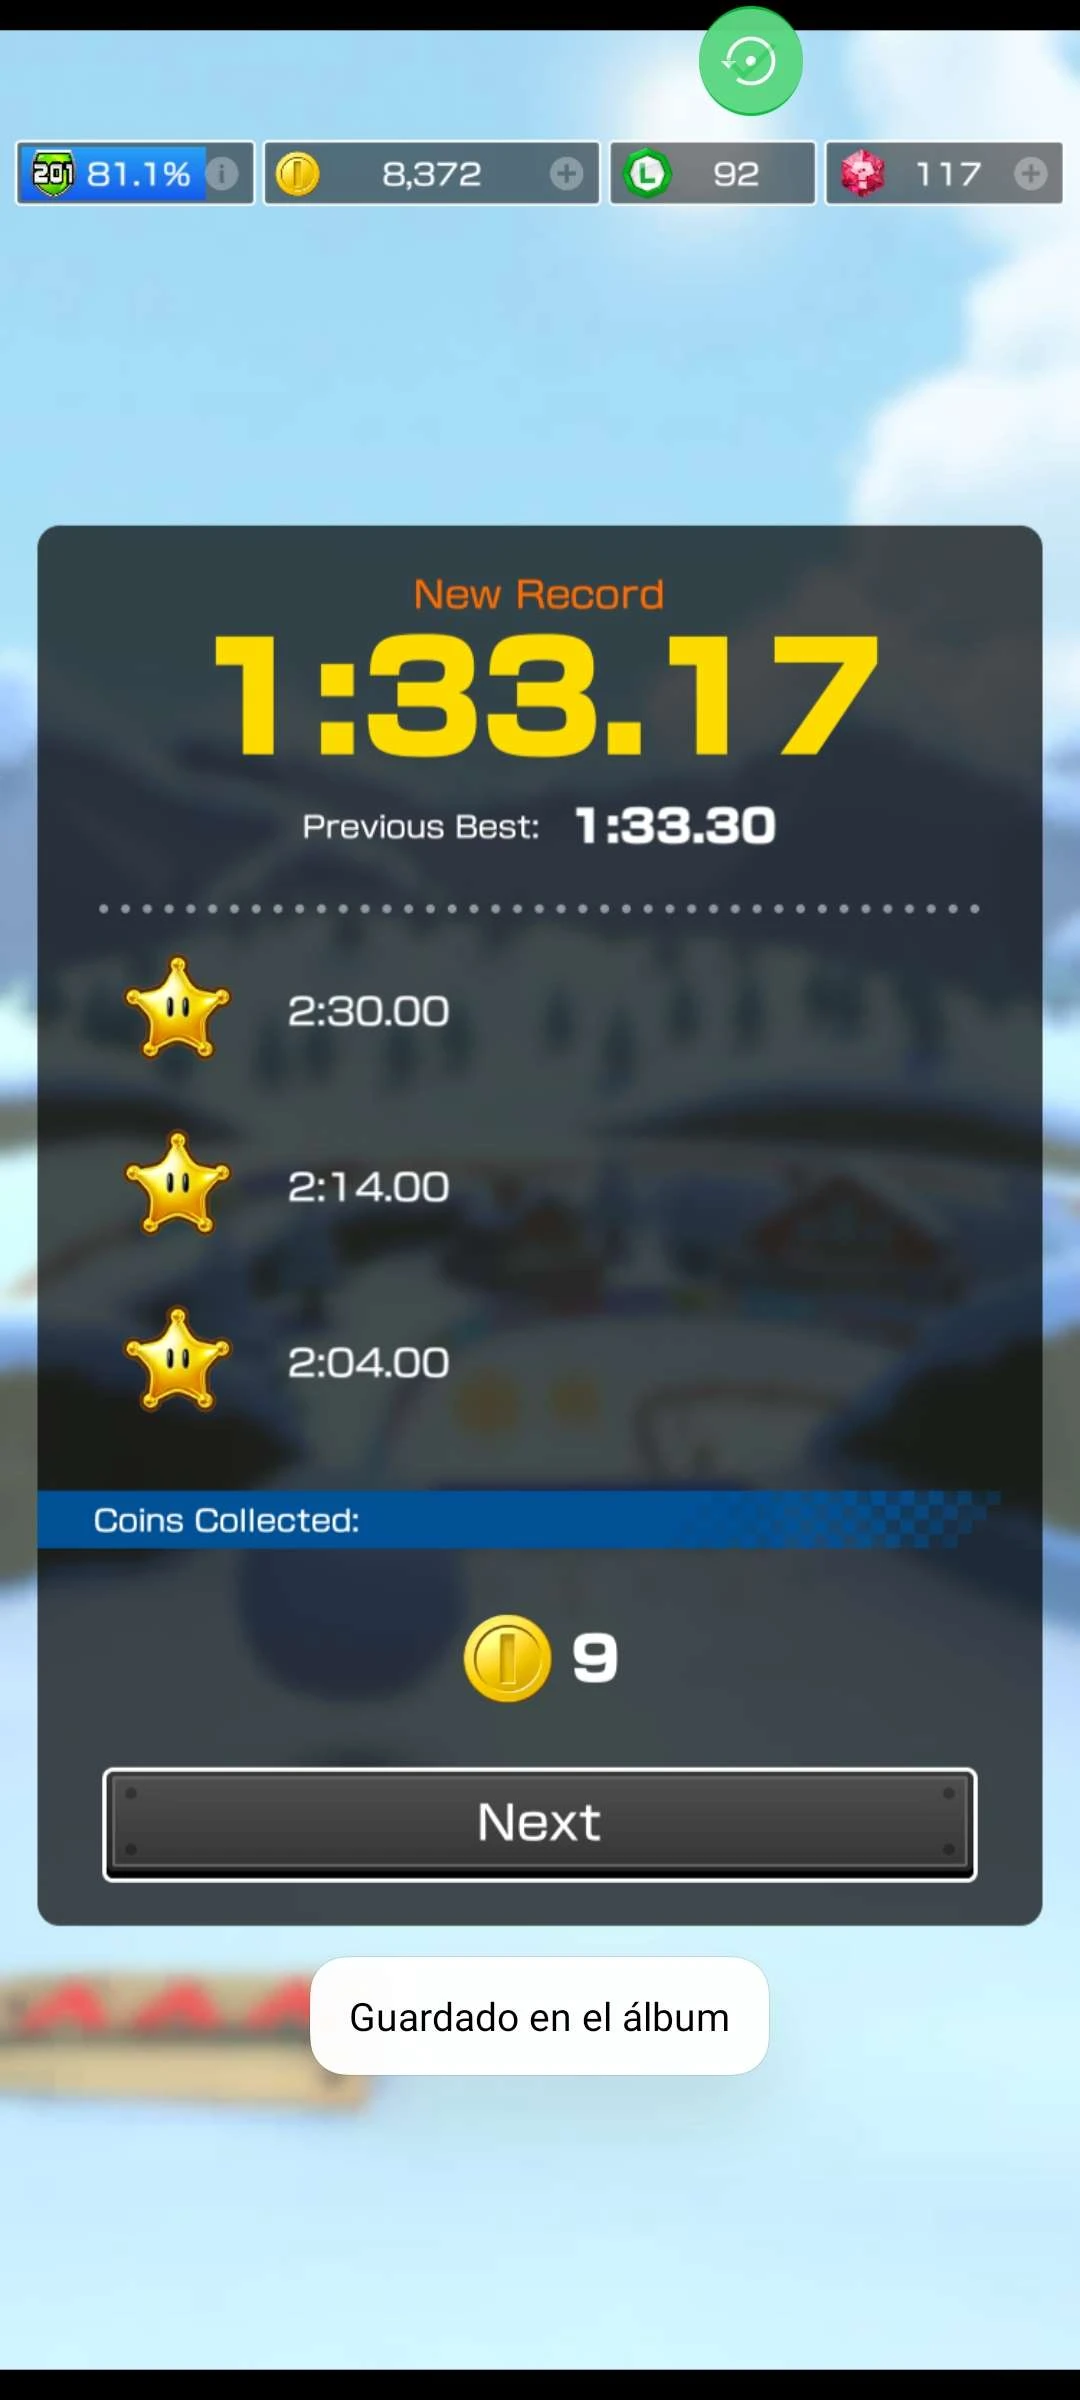 201 81.1% i 8,372 + L 92 117 +
New Record
1:33.17
Previous Best: 1:33.30
2:30.00
2:14.00
2:04.00
Coins Collected:
9
Next
Guardado en el álbum